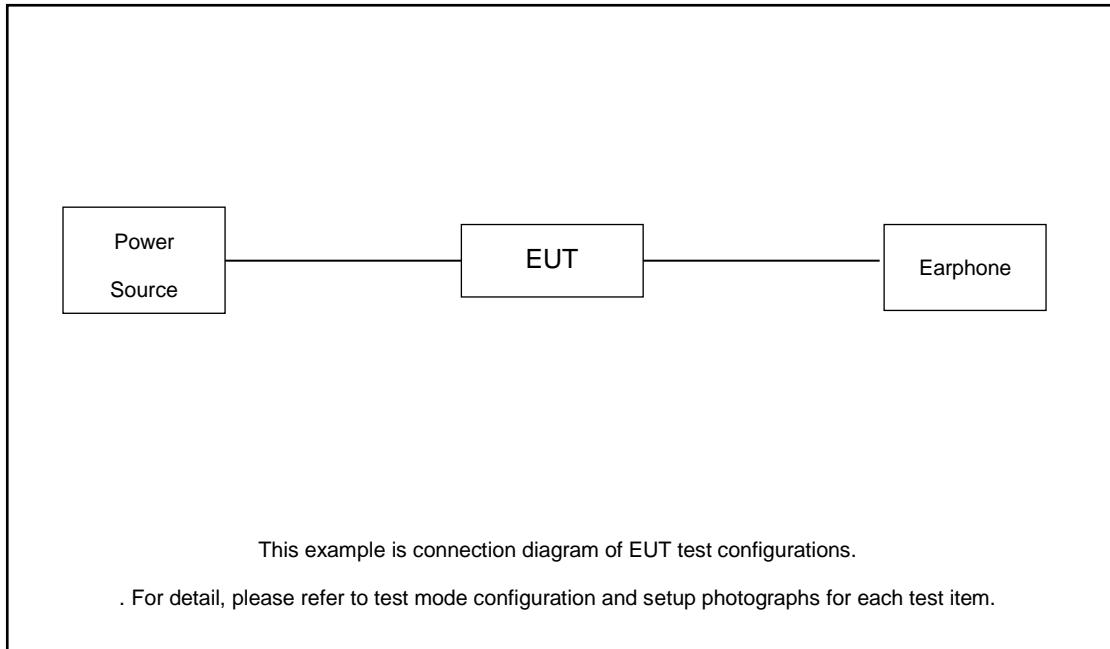 Power
Source
EUT
Earphone
This example is connection diagram of EUT test configurations.
. For detail, please refer to test mode configuration and setup photographs for each test item.